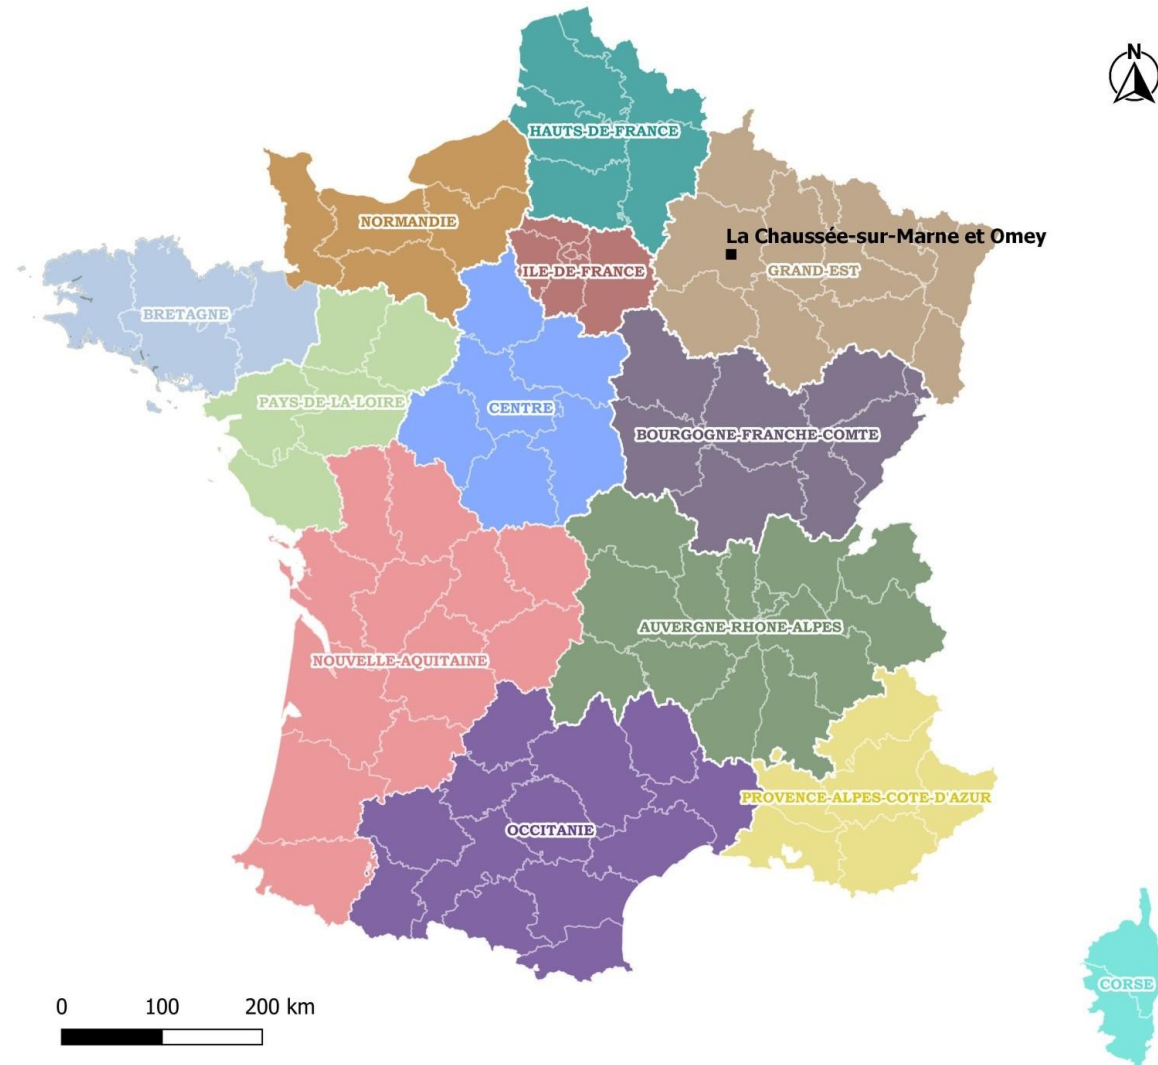 N
HAUTS-DE-FRANCE
NORMANDIE
La Chaussée-sur-Marne et Omey
ILE-DE-FRANCE
GRAND-EST
BRETAGNE
PAYS-DE-LA-LOIRE
CENTRE
BOURGOGNE-FRANCHE-COMTE
AUVERGNE-RHONE-ALPES
NOUVELLE-AQUITAINE
PROVENCE-ALPES-COTE-D'AZUR
OCCITANIE
CORSE
0 100 200 km